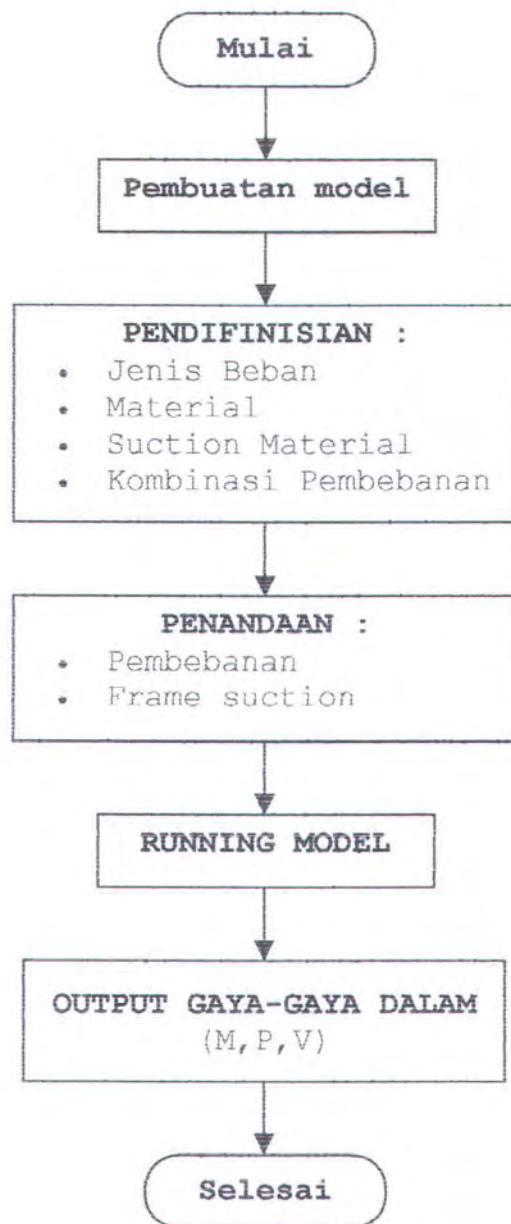 Mulai
Pembuatan model
PENDIFINISIAN :
• Jenis Beban
• Material
• Suction Material
• Kombinasi Pembebanan
PENANDAAN :
• Pembebanan
• Frame suction
RUNNING MODEL
OUTPUT GAYA-GAYA DALAM
(M,P,V)
Selesai